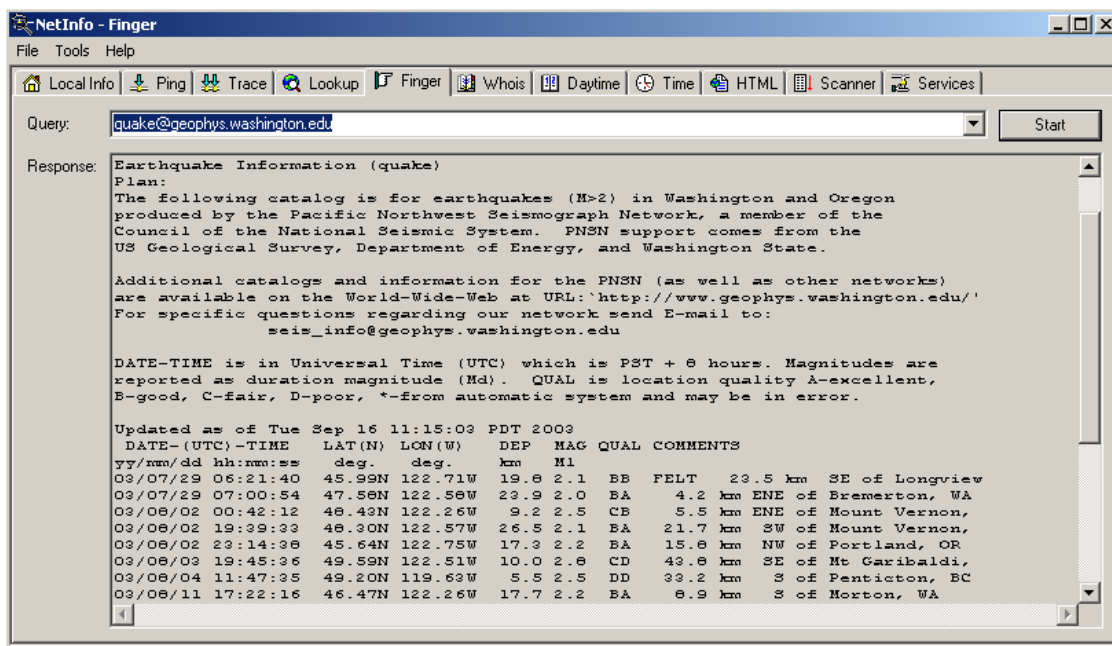 NetInfo - Finger
File Tools Help
Local Info Ping Trace Lookup Finger Whois Daytime Time HTML Scanner Services
Query: quake@geophys.washington.edu Start
Response:
Earthquake Information (quake)
Plan:
The following catalog is for earthquakes (M>2) in Washington and Oregon
produced by the Pacific Northwest Seismograph Network, a member of the
Council of the National Seismic System. PNSN support comes from the
US Geological Survey, Department of Energy, and Washington State.
Additional catalogs and information for the PNSN (as well as other networks)
are available on the World-Wide-Web at URL:`http://www.geophys.washington.edu/'
For specific questions regarding our network send E-mail to:
seis_info@geophys.washington.edu
DATE-TIME is in Universal Time (UTC) which is PST + 8 hours. Magnitudes are
reported as duration magnitude (Md). QUAL is location quality A-excellent,
B-good, C-fair, D-poor, *-from automatic system and may be in error.
Updated as of Tue Sep 16 11:15:03 PDT 2003
DATE-(UTC)-TIME LAT(N) LON(W) DEP MAG QUAL COMMENTS
yy/mm/dd hh:mm:ss deg. deg. km Ml
03/07/29 06:21:40 45.99N 122.71W 19.8 2.1 BB FELT 23.5 km SE of Longview
03/07/29 07:00:54 47.58N 122.58W 23.9 2.0 BA 4.2 km ENE of Bremerton, WA
03/08/02 00:42:12 48.43N 122.26W 9.2 2.5 CB 5.5 km ENE of Mount Vernon,
03/08/02 19:39:33 48.30N 122.57W 26.5 2.1 BA 21.7 km SW of Mount Vernon,
03/08/02 23:14:38 45.64N 122.75W 17.3 2.2 BA 15.8 km NW of Portland, OR
03/08/03 19:45:36 49.59N 122.51W 10.0 2.8 CD 43.8 km SE of Mt Garibaldi,
03/08/04 11:47:35 49.20N 119.63W 5.5 2.5 DD 33.2 km S of Penticton, BC
03/08/11 17:22:16 46.47N 122.26W 17.7 2.2 BA 8.9 km S of Morton, WA